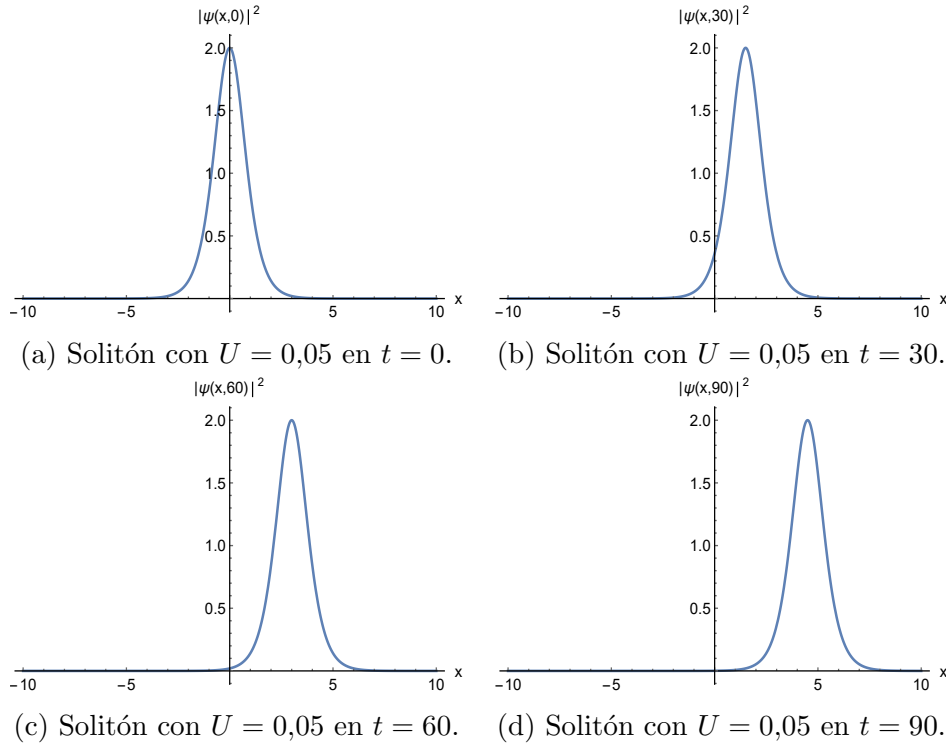 |ψ(x,0)|²
2.0
1.5
1.0
0.5
-10 -5 5 10 x
(a) Solitón con U = 0,05 en t = 0.
|ψ(x,30)|²
2.0
1.5
1.0
0.5
-10 -5 5 10 x
(b) Solitón con U = 0,05 en t = 30.
|ψ(x,60)|²
2.0
1.5
1.0
0.5
-10 -5 5 10 x
(c) Solitón con U = 0,05 en t = 60.
|ψ(x,90)|²
2.0
1.5
1.0
0.5
-10 -5 5 10 x
(d) Solitón con U = 0,05 en t = 90.